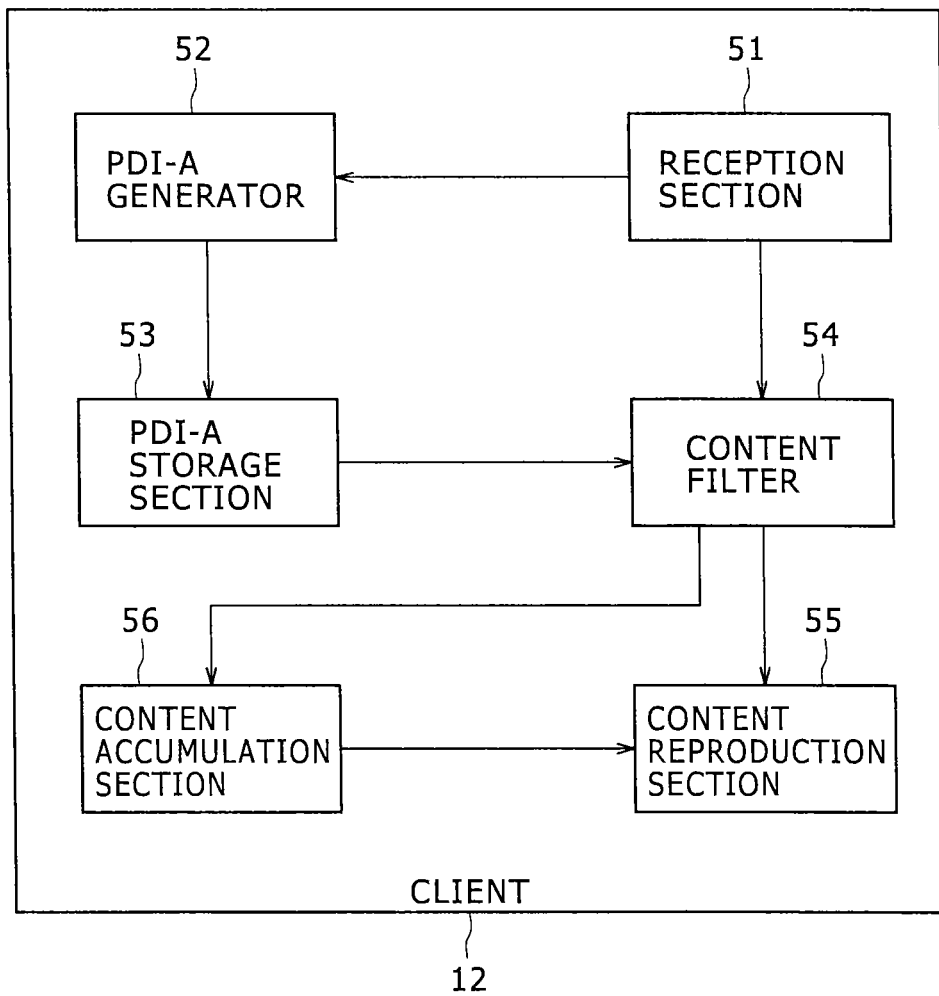 52
51
PDI-A
GENERATOR
RECEPTION
SECTION
53
54
PDI-A
STORAGE
SECTION
CONTENT
FILTER
56
55
CONTENT
ACCUMULATION
SECTION
CONTENT
REPRODUCTION
SECTION
CLIENT
12